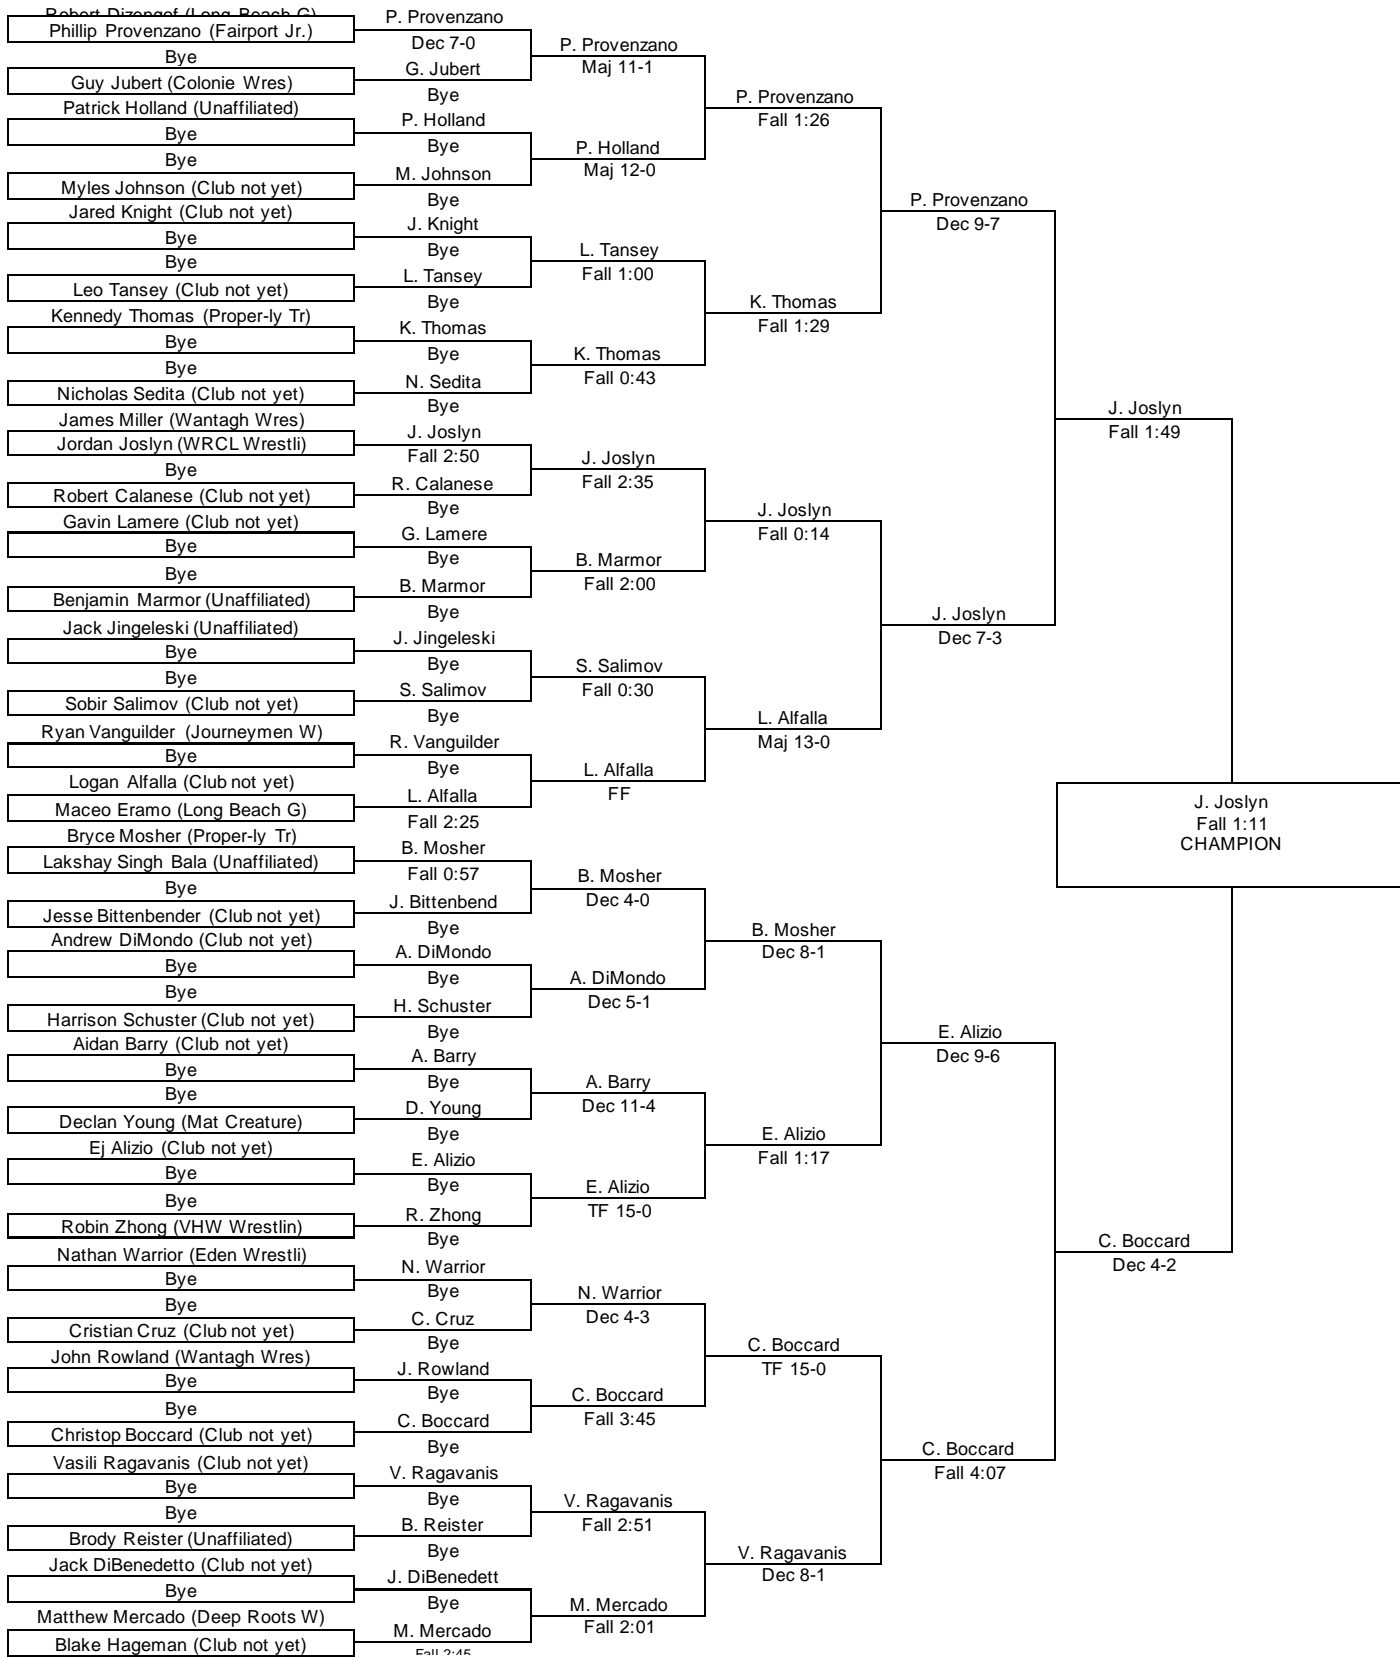 Robert Dizengof (Long Beach G)
Phillip Provenzano (Fairport Jr.)
Bye
Guy Jubert (Colonie Wres)
Patrick Holland (Unaffiliated)
Bye
Bye
Myles Johnson (Club not yet)
Jared Knight (Club not yet)
Bye
Bye
Leo Tansey (Club not yet)
Kennedy Thomas (Proper-ly Tr)
Bye
Bye
Nicholas Sedita (Club not yet)
James Miller (Wantagh Wres)
Jordan Joslyn (WRCL Wrestli)
Bye
Robert Calanese (Club not yet)
Gavin Lamere (Club not yet)
Bye
Bye
Benjamin Marmor (Unaffiliated)
Jack Jingeleski (Unaffiliated)
Bye
Bye
Sobir Salimov (Club not yet)
Ryan Vanguilder (Journeymen W)
Bye
Logan Alfalla (Club not yet)
Maceo Eramo (Long Beach G)
Bryce Mosher (Proper-ly Tr)
Lakshay Singh Bala (Unaffiliated)
Bye
Jesse Bittenbender (Club not yet)
Andrew DiMondo (Club not yet)
Bye
Bye
Harrison Schuster (Club not yet)
Aidan Barry (Club not yet)
Bye
Bye
Declan Young (Mat Creature)
Ej Alizio (Club not yet)
Bye
Bye
Robin Zhong (VHW Wrestlin)
Nathan Warrior (Eden Wrestli)
Bye
Bye
Cristian Cruz (Club not yet)
John Rowland (Wantagh Wres)
Bye
Bye
Christop Boccard (Club not yet)
Vasili Ragavanis (Club not yet)
Bye
Bye
Brody Reister (Unaffiliated)
Jack DiBenedetto (Club not yet)
Bye
Matthew Mercado (Deep Roots W)
Blake Hageman (Club not yet)
P. Provenzano
Dec 7-0
G. Jubert
Bye
P. Holland
Bye
M. Johnson
Bye
J. Knight
Bye
L. Tansey
Bye
K. Thomas
Bye
N. Sedita
Bye
J. Joslyn
Fall 2:50
R. Calanese
Bye
G. Lamere
Bye
B. Marmor
Bye
J. Jingeleski
Bye
S. Salimov
Bye
R. Vanguilder
Bye
L. Alfalla
Fall 2:25
B. Mosher
Fall 0:57
J. Bittenbend
Bye
A. DiMondo
Bye
H. Schuster
Bye
A. Barry
Bye
D. Young
Bye
E. Alizio
Bye
R. Zhong
Bye
N. Warrior
Bye
C. Cruz
Bye
J. Rowland
Bye
C. Boccard
Bye
V. Ragavanis
Bye
B. Reister
Bye
J. DiBenedett
Bye
M. Mercado
Fall 2:45
P. Provenzano
Maj 11-1
P. Holland
Maj 12-0
L. Tansey
Fall 1:00
K. Thomas
Fall 0:43
J. Joslyn
Fall 2:35
B. Marmor
Fall 2:00
S. Salimov
Fall 0:30
L. Alfalla
FF
B. Mosher
Dec 4-0
A. DiMondo
Dec 5-1
A. Barry
Dec 11-4
E. Alizio
TF 15-0
N. Warrior
Dec 4-3
C. Boccard
Fall 3:45
V. Ragavanis
Fall 2:51
M. Mercado
Fall 2:01
P. Provenzano
Fall 1:26
K. Thomas
Fall 1:29
J. Joslyn
Fall 0:14
L. Alfalla
Maj 13-0
B. Mosher
Dec 8-1
E. Alizio
Fall 1:17
C. Boccard
TF 15-0
V. Ragavanis
Dec 8-1
P. Provenzano
Dec 9-7
J. Joslyn
Dec 7-3
E. Alizio
Dec 9-6
C. Boccard
Fall 4:07
J. Joslyn
Fall 1:49
C. Boccard
Dec 4-2
J. Joslyn
Fall 1:11
CHAMPION